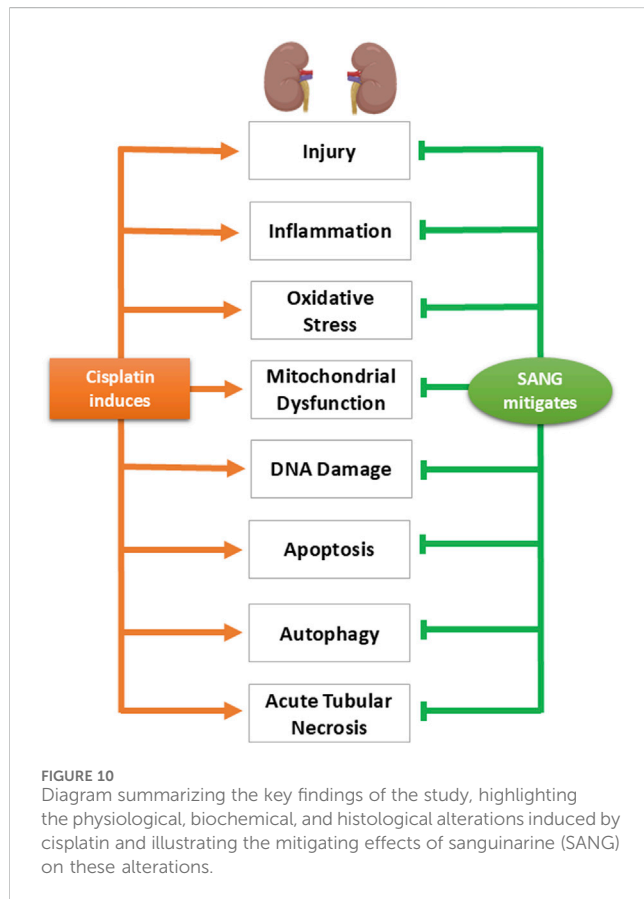 Injury
Inflammation
Oxidative
Stress
Cisplatin
induces
Mitochondrial
Dysfunction
SANG
mitigates
DNA Damage
Apoptosis
Autophagy
Acute Tubular
Necrosis
FIGURE 10
Diagram summarizing the key findings of the study, highlighting
the physiological, biochemical, and histological alterations induced by
cisplatin and illustrating the mitigating effects of sanguinarine (SANG)
on these alterations.